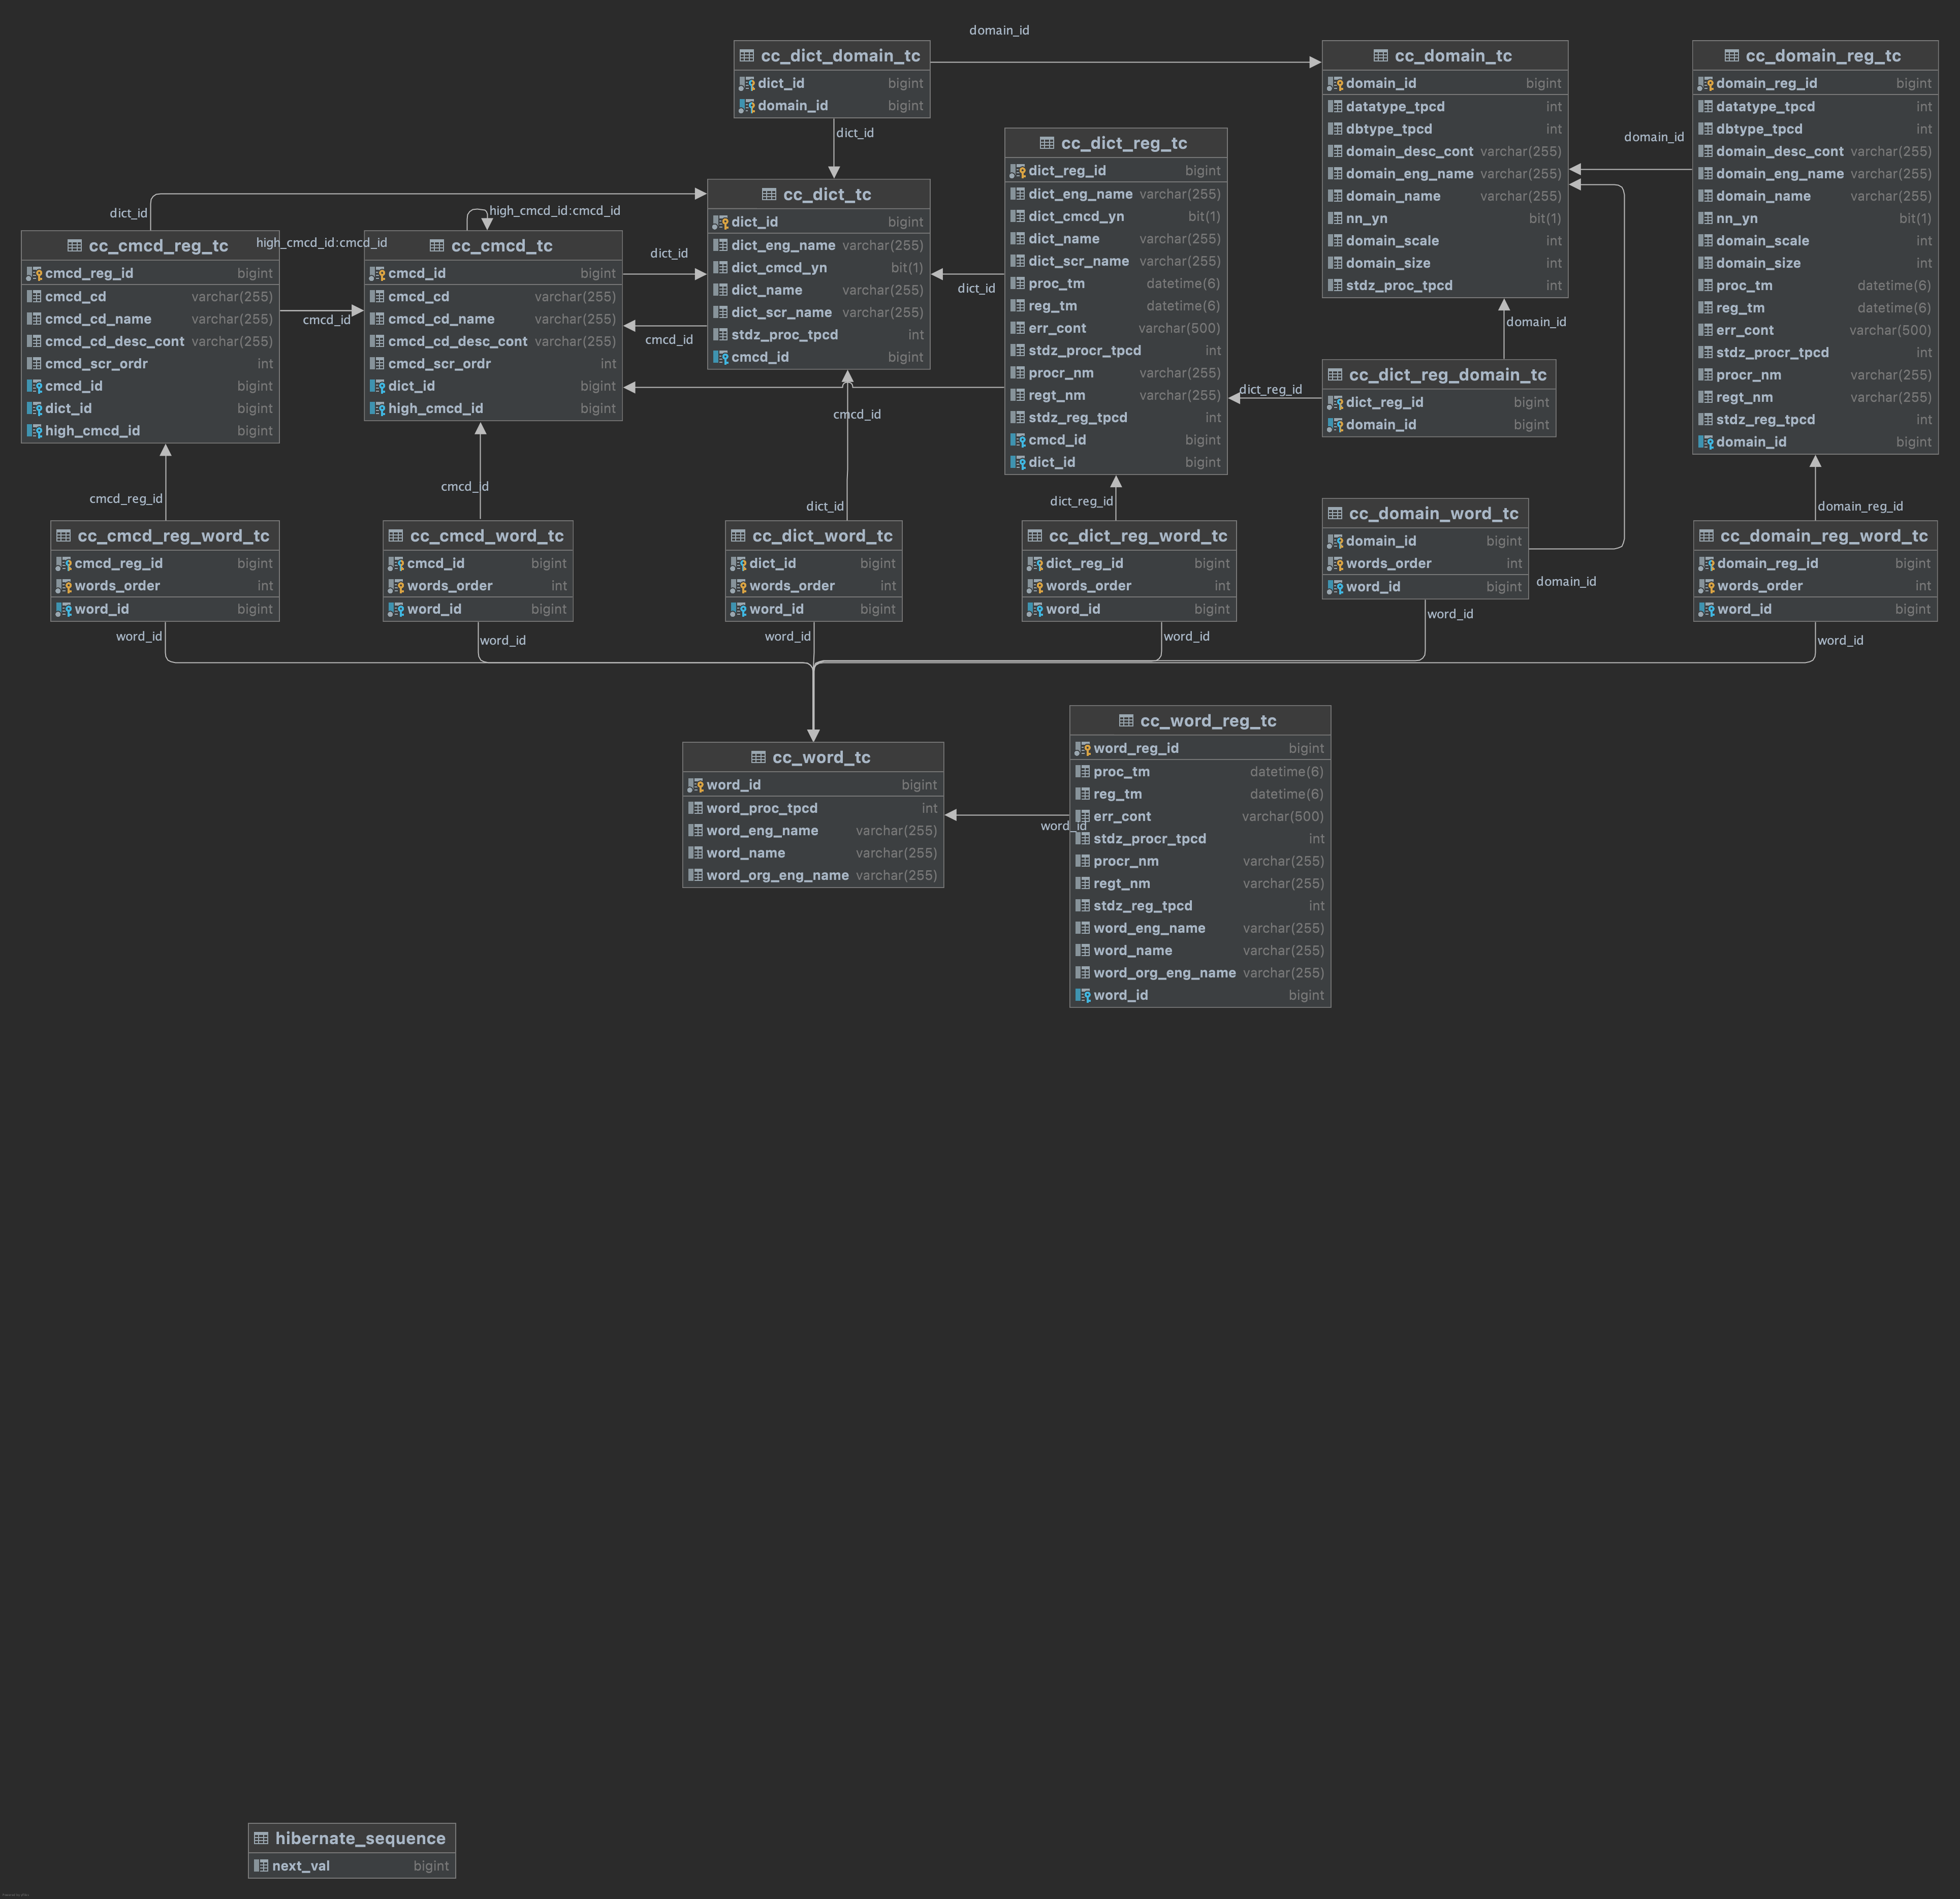 domain_id
cc_dict_domain_tc
dict_id bigint
domain_id bigint
cc_domain_tc
domain_id bigint
datatype_tpcd int
dbtype_tpcd int
domain_desc_cont varchar(255)
domain_eng_name varchar(255)
domain_name varchar(255)
nn_yn bit(1)
domain_scale int
domain_size int
stdz_proc_tpcd int
cc_domain_reg_tc
domain_reg_id bigint
datatype_tpcd int
dbtype_tpcd int
domain_desc_cont varchar(255)
domain_eng_name varchar(255)
domain_name varchar(255)
nn_yn bit(1)
domain_scale int
domain_size int
proc_tm datetime(6)
reg_tm datetime(6)
err_cont varchar(500)
stdz_procr_tpcd int
procr_nm varchar(255)
regt_nm varchar(255)
stdz_reg_tpcd int
domain_id bigint
domain_id
dict_id
cc_dict_reg_tc
dict_reg_id bigint
dict_eng_name varchar(255)
dict_cmcd_yn bit(1)
dict_name varchar(255)
dict_scr_name varchar(255)
proc_tm datetime(6)
reg_tm datetime(6)
err_cont varchar(500)
stdz_procr_tpcd int
procr_nm varchar(255)
regt_nm varchar(255)
stdz_reg_tpcd int
cmcd_id bigint
dict_id bigint
cc_dict_tc
dict_id bigint
dict_eng_name varchar(255)
dict_cmcd_yn bit(1)
dict_name varchar(255)
dict_scr_name varchar(255)
stdz_proc_tpcd int
cmcd_id bigint
dict_id
high_cmcd_id:cmcd_id
high_cmcd_id:cmcd_id
cc_cmcd_reg_tc
cmcd_reg_id bigint
cmcd_cd varchar(255)
cmcd_cd_name varchar(255)
cmcd_cd_desc_cont varchar(255)
cmcd_scr_ordr int
cmcd_id bigint
dict_id bigint
high_cmcd_id bigint
cc_cmcd_tc
cmcd_id bigint
cmcd_cd varchar(255)
cmcd_cd_name varchar(255)
cmcd_cd_desc_cont varchar(255)
cmcd_scr_ordr int
dict_id bigint
high_cmcd_id bigint
dict_id
dict_id
cmcd_id
cmcd_id
domain_id
cc_dict_reg_domain_tc
dict_reg_id bigint
domain_id bigint
dict_reg_id
cmcd_id
cmcd_reg_id
cmcd_id
dict_id
dict_reg_id
domain_reg_id
cc_cmcd_reg_word_tc
cmcd_reg_id bigint
words_order int
word_id bigint
cc_cmcd_word_tc
cmcd_id bigint
words_order int
word_id bigint
cc_dict_word_tc
dict_id bigint
words_order int
word_id bigint
cc_dict_reg_word_tc
dict_reg_id bigint
words_order int
word_id bigint
cc_domain_word_tc
domain_id bigint
words_order int
word_id bigint
domain_id
cc_domain_reg_word_tc
domain_reg_id bigint
words_order int
word_id bigint
word_id
word_id
word_id
word_id
word_id
word_id
cc_word_tc
word_id bigint
word_proc_tpcd int
word_eng_name varchar(255)
word_name varchar(255)
word_org_eng_name varchar(255)
word_id
cc_word_reg_tc
word_reg_id bigint
proc_tm datetime(6)
reg_tm datetime(6)
err_cont varchar(500)
stdz_procr_tpcd int
procr_nm varchar(255)
regt_nm varchar(255)
stdz_reg_tpcd int
word_eng_name varchar(255)
word_name varchar(255)
word_org_eng_name varchar(255)
word_id bigint
hibernate_sequence
next_val bigint